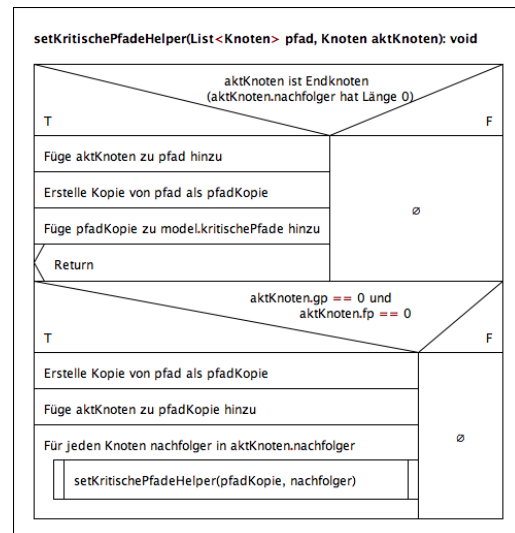 setKritischePfadeHelper(List<Knoten> pfad, Knoten aktKnoten): void
aktKnoten ist Endknoten
(aktKnoten.nachfolger hat Länge 0)
T
F
Füge aktKnoten zu pfad hinzu
Erstelle Kopie von pfad als pfadKopie
Füge pfadKopie zu model.kritischePfade hinzu
Return
∅
aktKnoten.gp == 0 und
aktKnoten.fp == 0
T
F
Erstelle Kopie von pfad als pfadKopie
Füge aktKnoten zu pfadKopie hinzu
Für jeden Knoten nachfolger in aktKnoten.nachfolger
setKritischePfadeHelper(pfadKopie, nachfolger)
∅